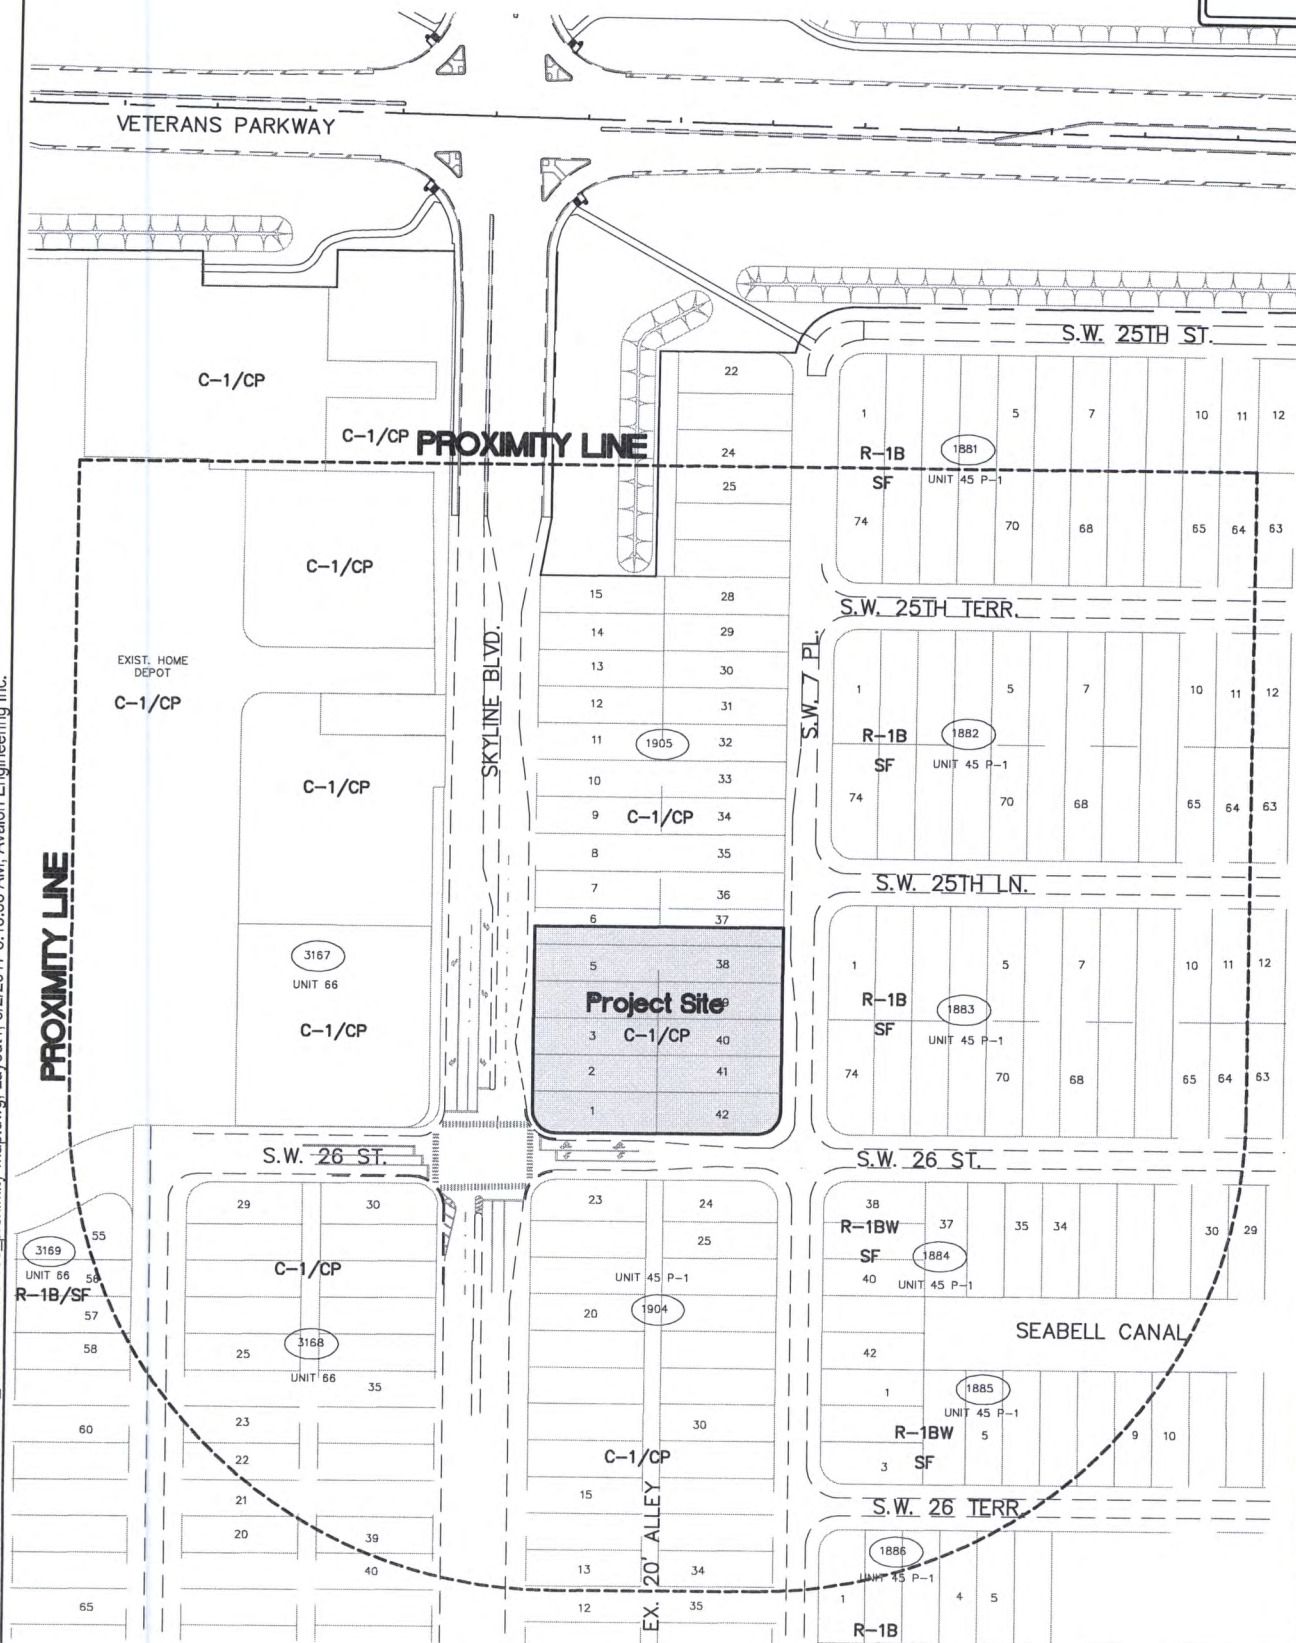 VETERANS PARKWAY
S.W. 25TH ST.
C-1/CP
22
1
5
7
10
11
12
C-1/CP
PROXIMITY LINE
24
R-1B
1881
SF
UNIT 45 P-1
25
74
70
68
65
64
63
C-1/CP
15
28
S.W. 25TH TERR.
14
29
SKYLINE BLVD.
S.W. 7 PL.
13
30
EXIST. HOME
DEPOT
C-1/CP
12
31
1
5
7
10
11
12
11
1905
32
R-1B
1882
SF
UNIT 45 P-1
10
33
C-1/CP
9
C-1/CP
34
74
70
68
65
64
63
8
35
7
36
S.W. 25TH LN.
6
37
PROXIMITY LINE
3167
UNIT 66
C-1/CP
5
38
1
5
7
10
11
12
Project Site
39
R-1B
1883
SF
UNIT 45 P-1
3
C-1/CP
40
2
41
74
70
68
65
64
63
1
42
S.W. 26 ST.
S.W. 26 ST.
29
30
23
24
38
R-1BW
37
35
34
30
29
55
25
3169
UNIT 66
56
R-1B/SF
57
58
C-1/CP
SF
1884
40
UNIT 45 P-1
UNIT 45 P-1
1904
20
SEABELL CANAL
3168
25
UNIT 66
35
42
1
1885
UNIT 45 P-1
60
23
30
R-1BW
5
9
10
22
C-1/CP
3
SF
21
15
S.W. 26 TERR.
20
39
EX. 20' ALLEY
1886
UNIT 45 P-1
40
13
34
65
12
35
1
4
5
R-1B
Avalon Engineering Inc.